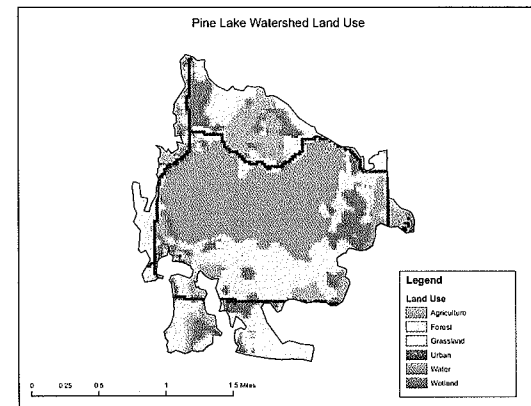 Pine Lake Watershed Land Use
Legend
Land Use
Agriculture
Forest
Grassland
Urban
Water
Wetland
0 0.25 0.5 1 1.5 Miles